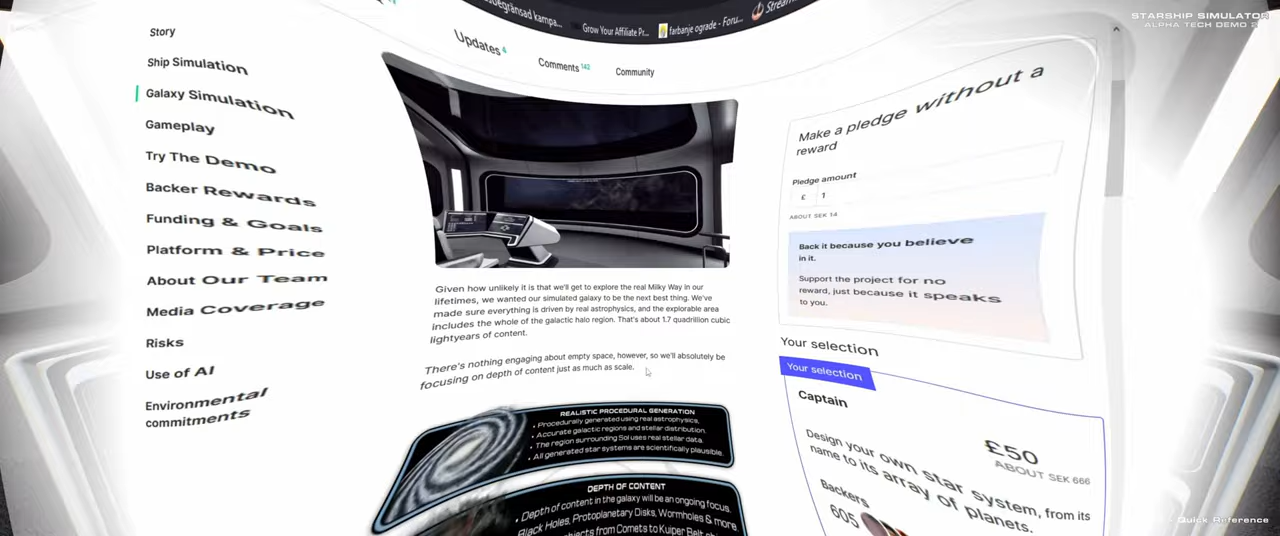 STARSHIP SIMULATOR
Grow Your Affiliate Pr...
farbanje ograde - Foru...
Updates 4
Comments 142
Community
Story
Ship Simulation
Galaxy Simulation
Gameplay
Try The Demo
Backer Rewards
Funding & Goals
Platform & Price
About Our Team
Media Coverage
Risks
Use of AI
Environmental
commitments
Given how unlikely it is that we'll get to explore the real Milky Way in our
lifetimes, we wanted our simulated galaxy to be the next best thing. We've
made sure everything is driven by real astrophysics, and the explorable area
includes the whole of the galactic halo region. That's about 1.7 quadrillion cubic
lightyears of content.
There's nothing engaging about empty space, however, so we'll absolutely be
focusing on depth of content just as much as scale.
REALISTIC PROCEDURAL GENERATION
• Procedurally generated using real astrophysics,
• Accurate galactic regions and stellar distribution.
• The region surrounding Sol uses real stellar data.
• All generated star systems are scientifically plausible.
DEPTH OF CONTENT
• Depth of content in the galaxy will be an ongoing focus.
Black Holes, Protoplanetary Disks, Wormholes & more.
from Comets to Kuiper Belt
Make a pledge without a
reward
Pledge amount
£ 1
ABOUT SEK 14
Back it because you believe
in it.
Support the project for no
reward, just because it speaks
to you.
Your selection
Your selection
Captain
£50
ABOUT SEK 666
Design your own star system, from its
name to its array of planets.
Backers
605
Quick Reference